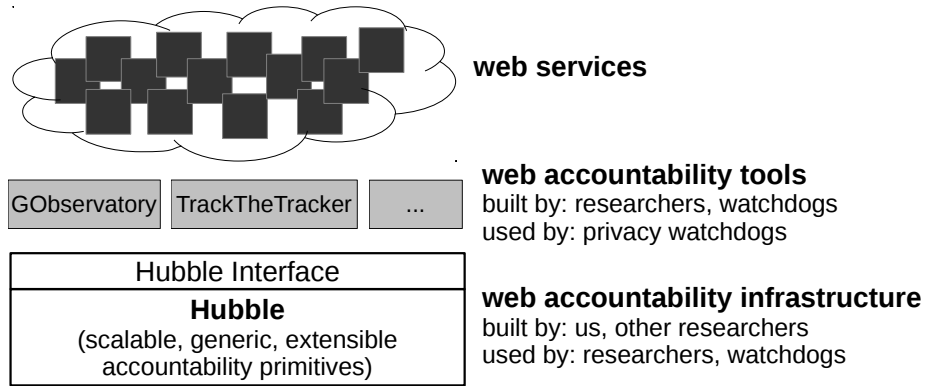 web services
GObservatory
TrackTheTracker
...
web accountability tools
built by: researchers, watchdogs
used by: privacy watchdogs
Hubble Interface
Hubble
(scalable, generic, extensible
accountability primitives)
web accountability infrastructure
built by: us, other researchers
used by: researchers, watchdogs